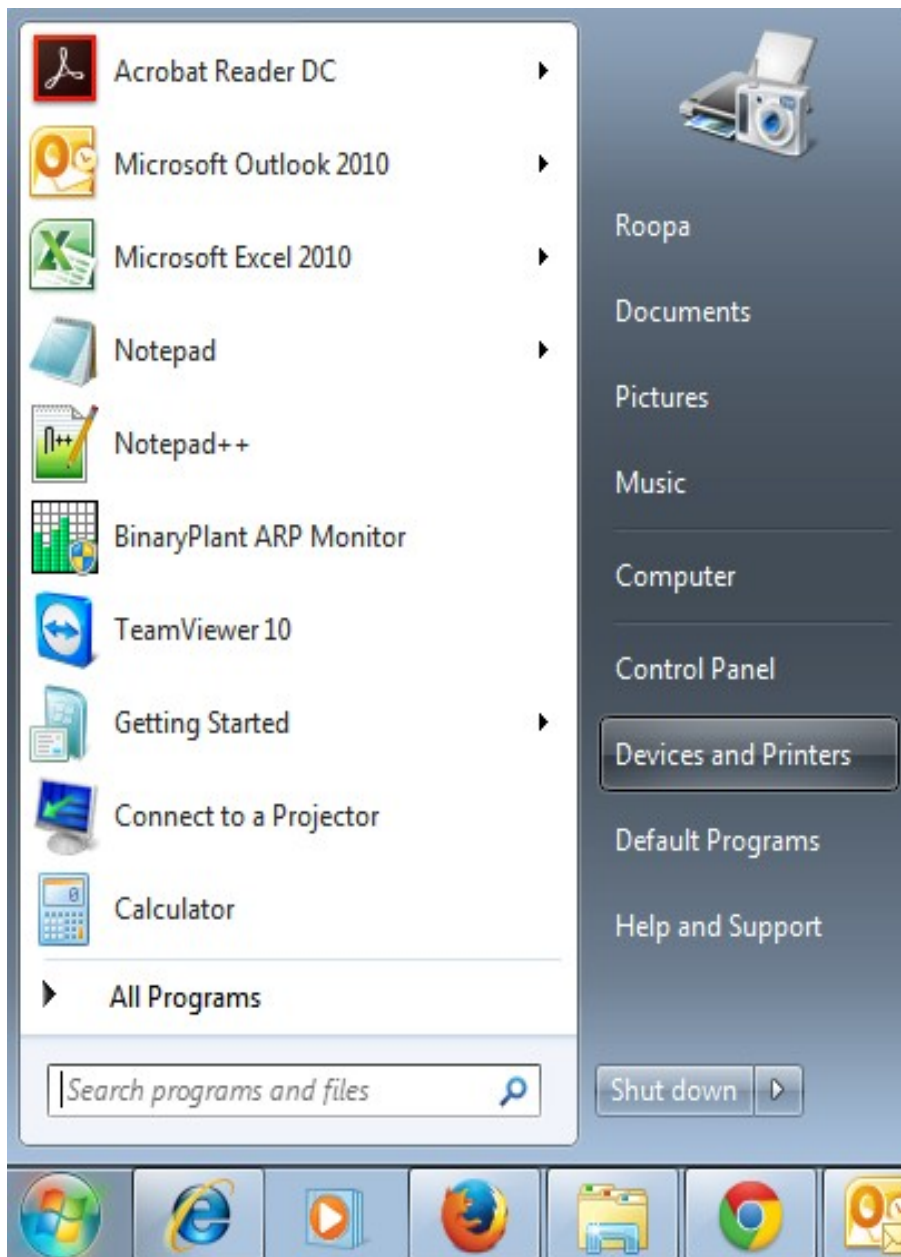 Acrobat Reader DC
Microsoft Outlook 2010
Microsoft Excel 2010
Notepad
Notepad++
BinaryPlant ARP Monitor
TeamViewer 10
Getting Started
Connect to a Projector
Calculator
All Programs
Search programs and files
Roopa
Documents
Pictures
Music
Computer
Control Panel
Devices and Printers
Default Programs
Help and Support
Shut down